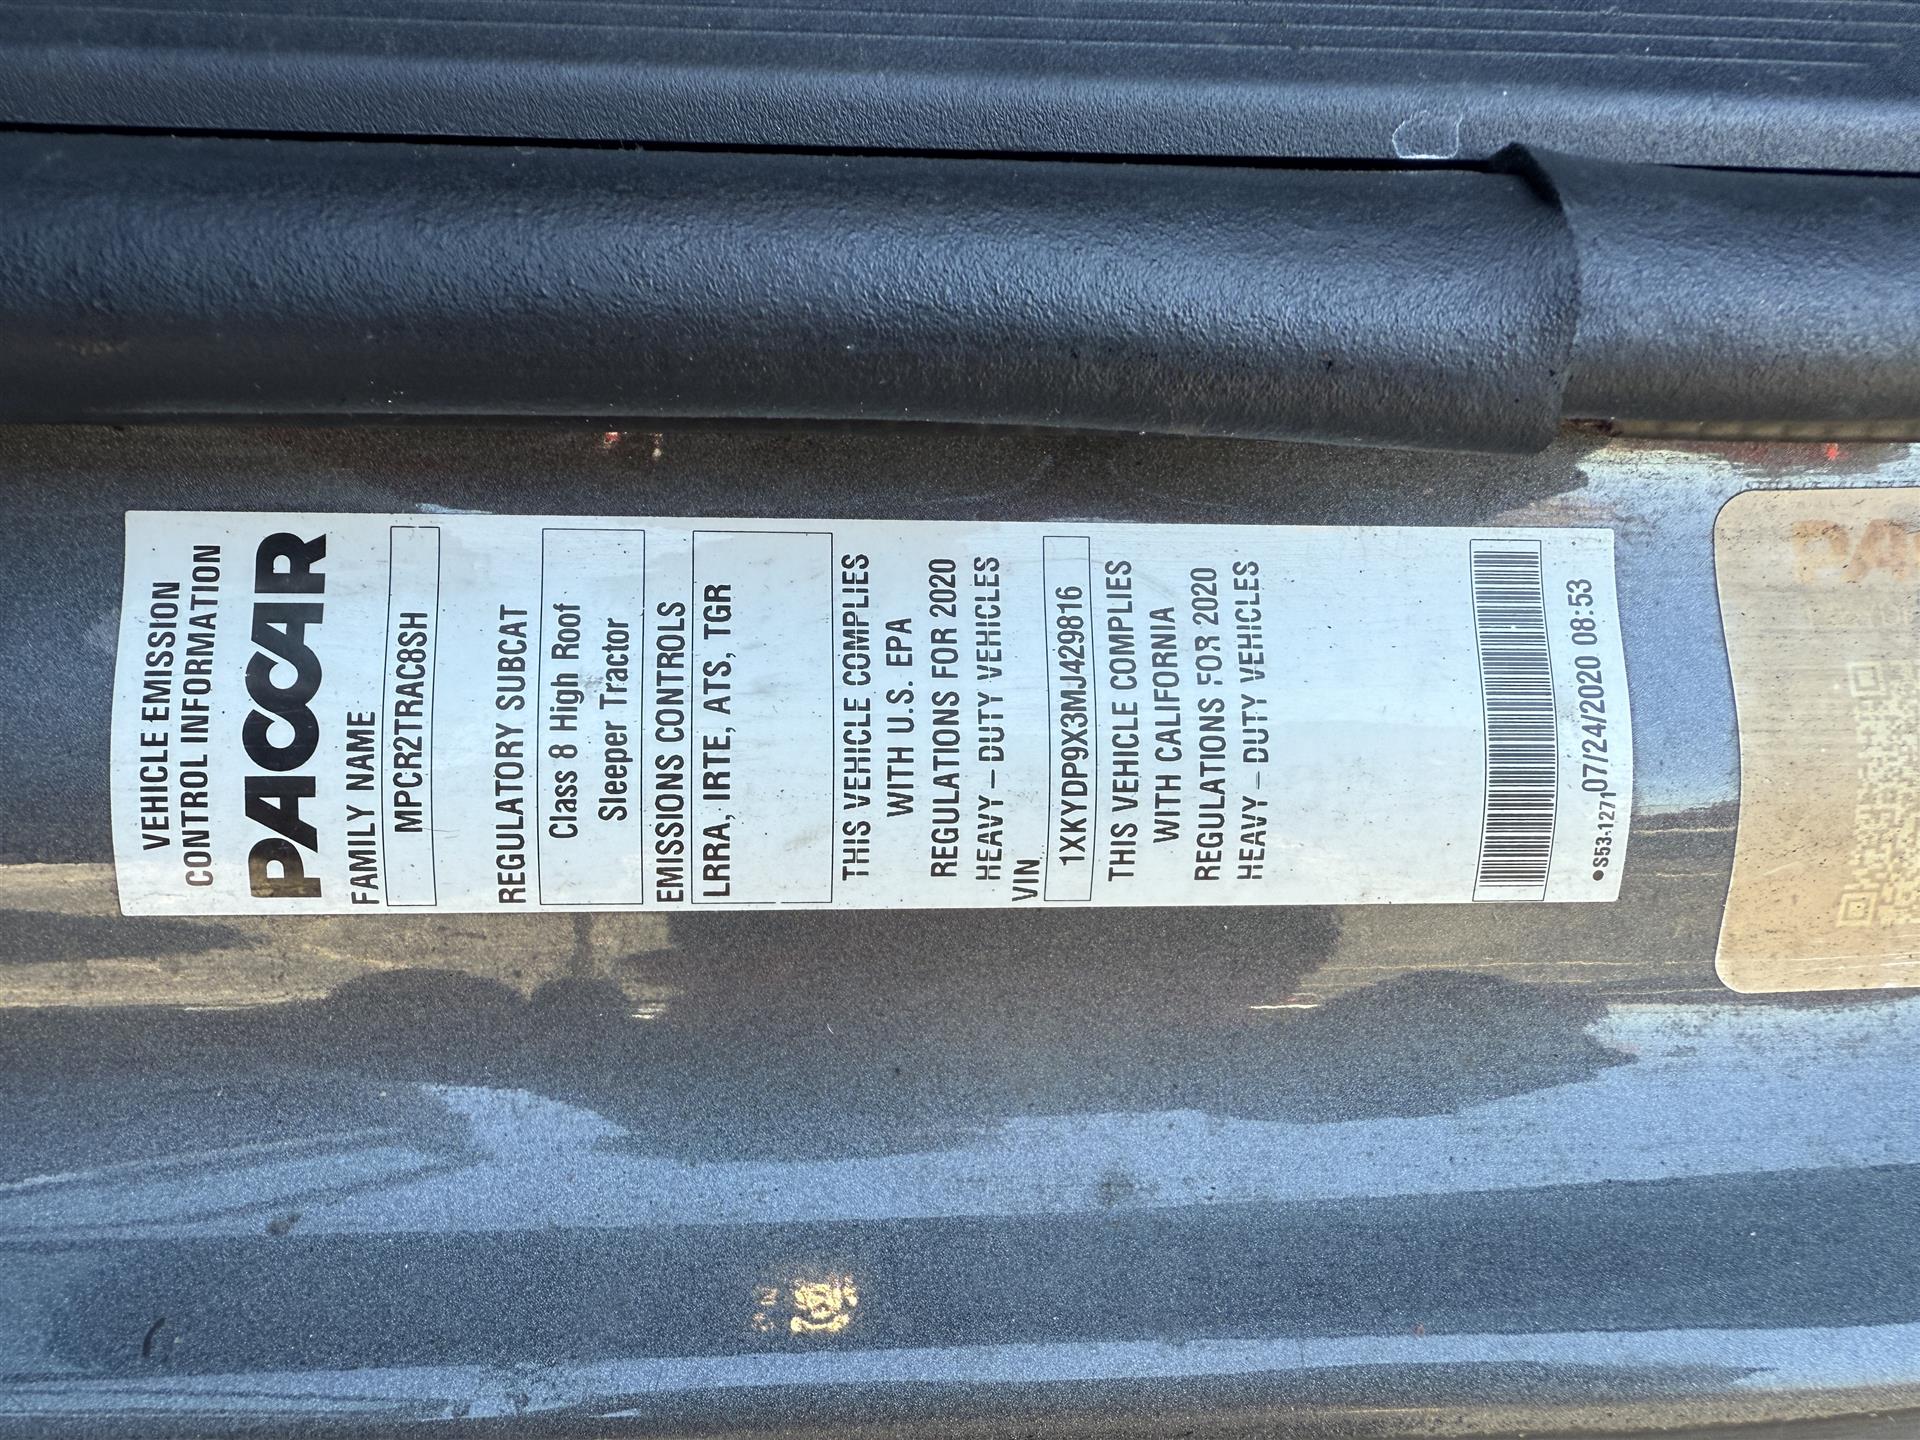 VEHICLE EMISSION
CONTROL INFORMATION
PACCAR
FAMILY NAME
MPCR2TRAC8SH
REGULATORY SUBCAT
Class 8 High Roof
Sleeper Tractor
EMISSIONS CONTROLS
LRRA, IRTE, ATS, TGR
THIS VEHICLE COMPLIES
WITH U.S. EPA
REGULATIONS FOR 2020
HEAVY-DUTY VEHICLES
VIN
1XKYDP9X3MJ429816
THIS VEHICLE COMPLIES
WITH CALIFORNIA
REGULATIONS FOR 2020
HEAVY-DUTY VEHICLES
•S53-1271 07/24/2020 08:53
PA